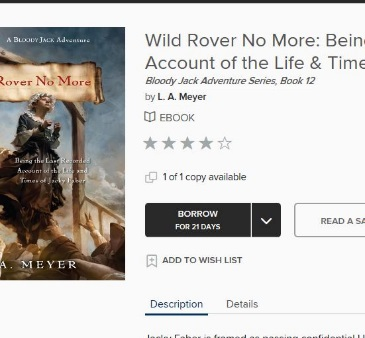 A BLOODY JACK Adventure
Rover No More
Being the Last Recorded
Account of the Life and
Times of Jacky Faber
A. MEYER
Wild Rover No More: Bein
Account of the Life & Time
Bloody Jack Adventure Series, Book 12
by L. A. Meyer
EBOOK
1 of 1 copy available
BORROW
FOR 21 DAYS
READ A SA
ADD TO WISH LIST
Description
Details
Jacky Faber is framed as passing confidential